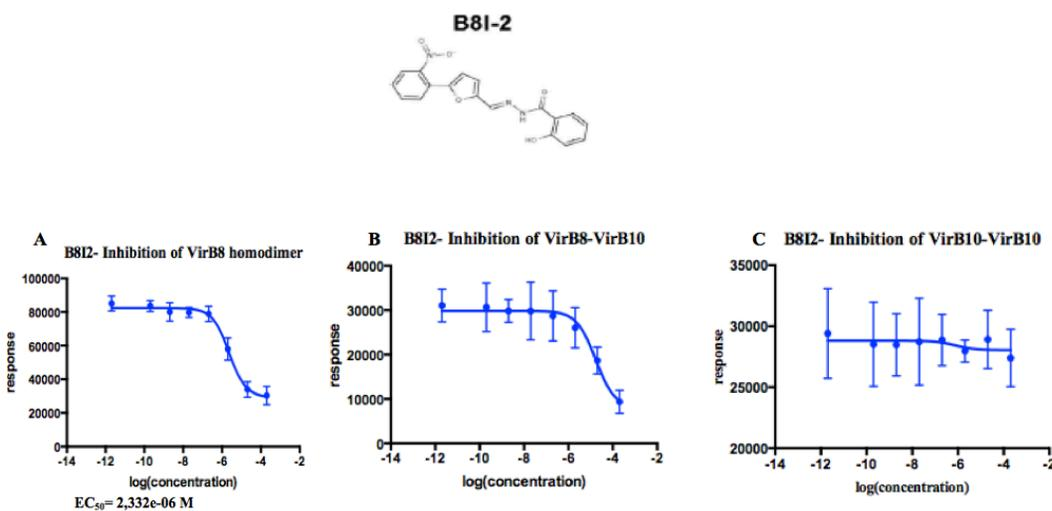 B8I-2
O
N+
O-
O
N
N
H
O
HO
A
B8I2- Inhibition of VirB8 homodimer
100000
80000
60000
40000
20000
0
response
-14 -12 -10 -8 -6 -4 -2
log(concentration)
EC50= 2,332e-06 M
B
B8I2- Inhibition of VirB8-VirB10
40000
30000
20000
10000
0
response
-14 -12 -10 -8 -6 -4 -2
log(concentration)
C
B8I2- Inhibition of VirB10-VirB10
35000
30000
25000
20000
response
-14 -12 -10 -8 -6 -4 -2
log(concentration)